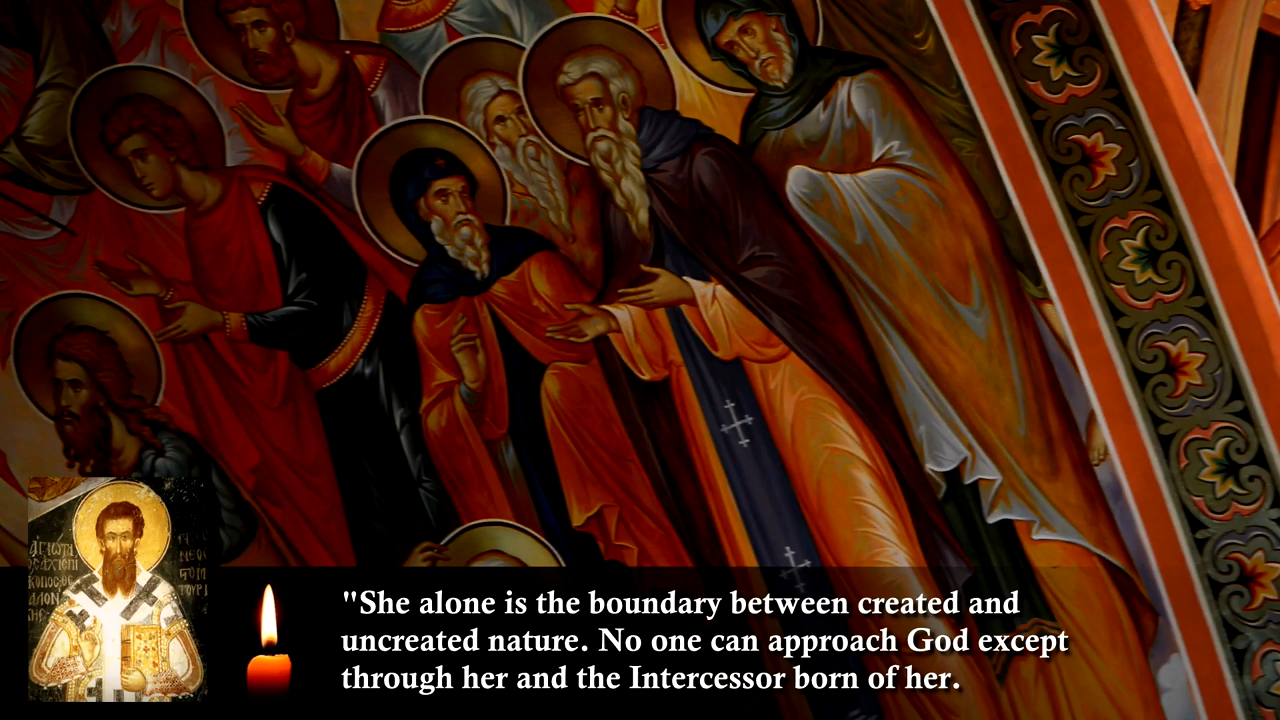 "She alone is the boundary between created and
uncreated nature. No one can approach God except
through her and the Intercessor born of her.